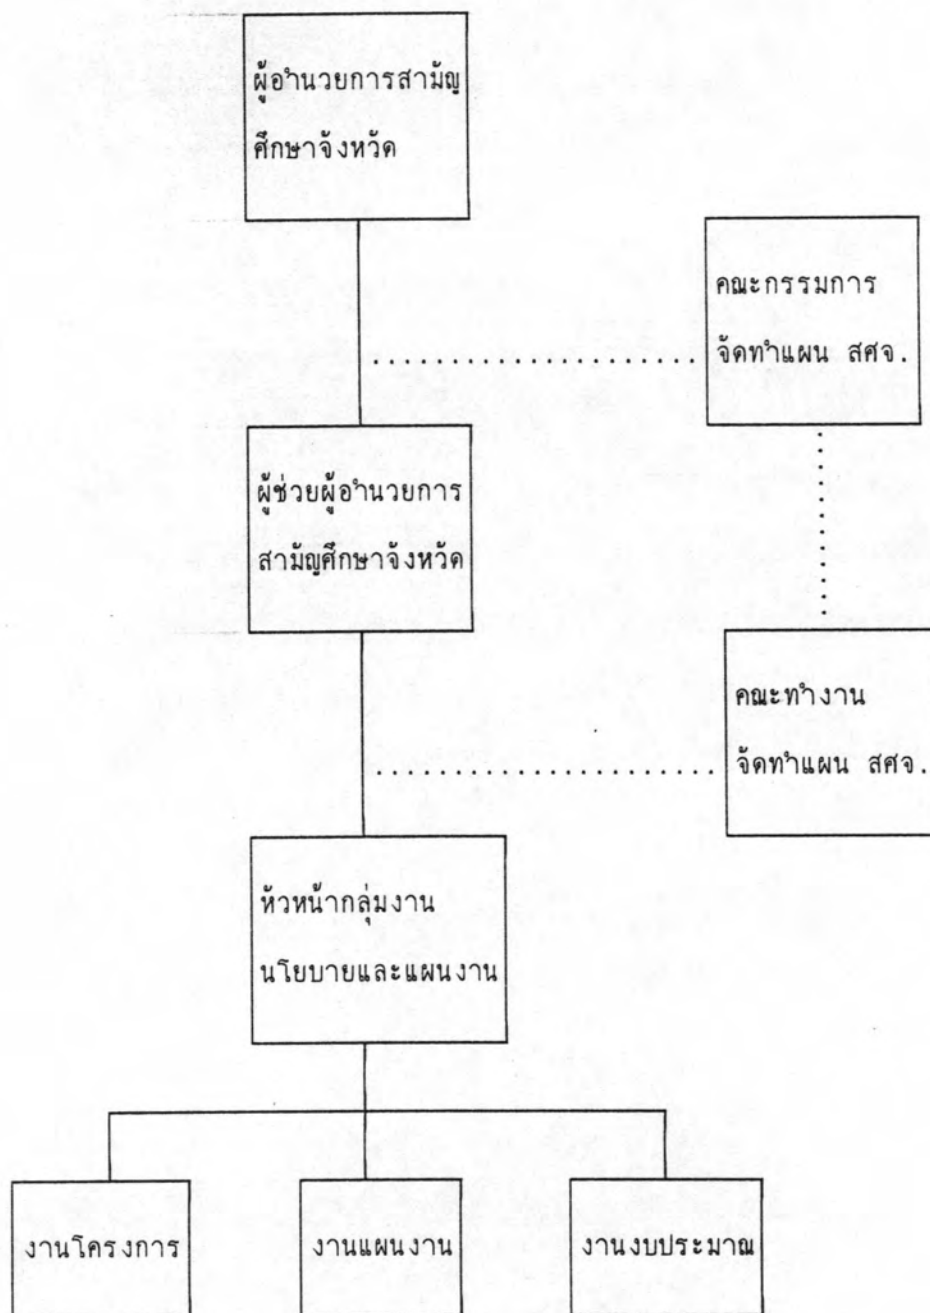 ผู้อำนวยการสามัญ
ศึกษาจังหวัด
คณะกรรมการ
จัดทำแผน สศจ.
ผู้ช่วยผู้อำนวยการ
สามัญศึกษาจังหวัด
คณะทำงาน
จัดทำแผน สศจ.
หัวหน้ากลุ่มงาน
นโยบายและแผนงาน
งานโครงการ
งานแผนงาน
งานงบประมาณ